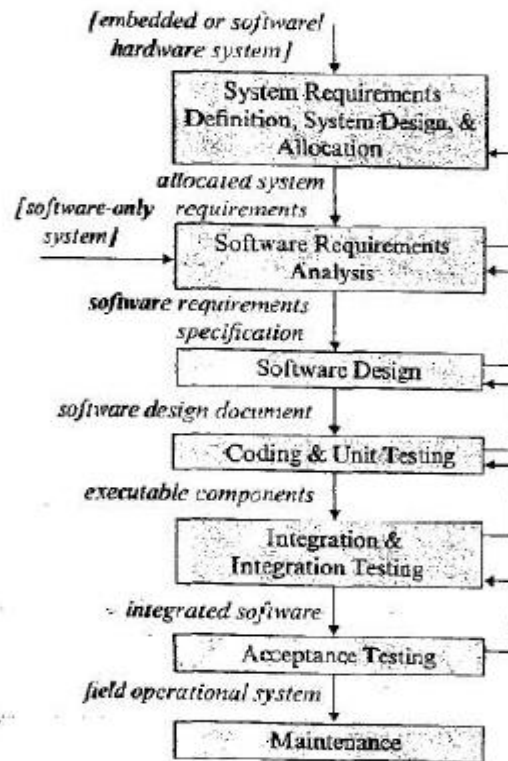 [embedded or software/
hardware system]
System Requirements
Definition, System Design, &
Allocation
allocated system
requirements
[software-only
system]
Software Requirements
Analysis
software requirements
specification
Software Design
software design document
Coding & Unit Testing
executable components
Integration &
Integration Testing
integrated software
Acceptance Testing
field operational system
Maintenance